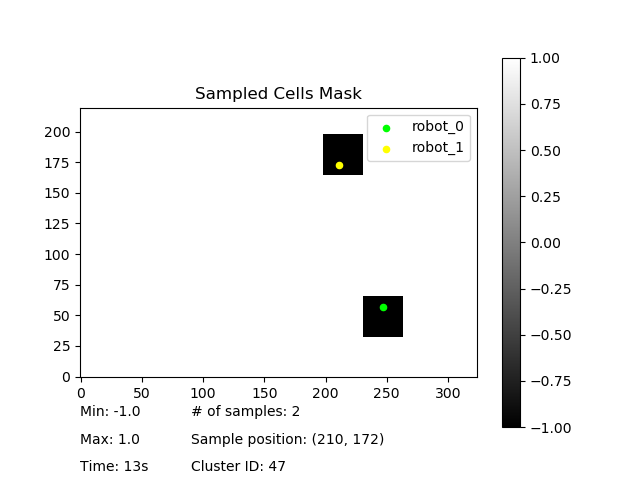 Sampled Cells Mask
robot_0
robot_1
200
175
150
125
100
75
50
25
0
0 50 100 150 200 250 300
1.00
0.75
0.50
0.25
0.00
−0.25
−0.50
−0.75
−1.00
Min: -1.0 # of samples: 2
Max: 1.0 Sample position: (210, 172)
Time: 13s Cluster ID: 47